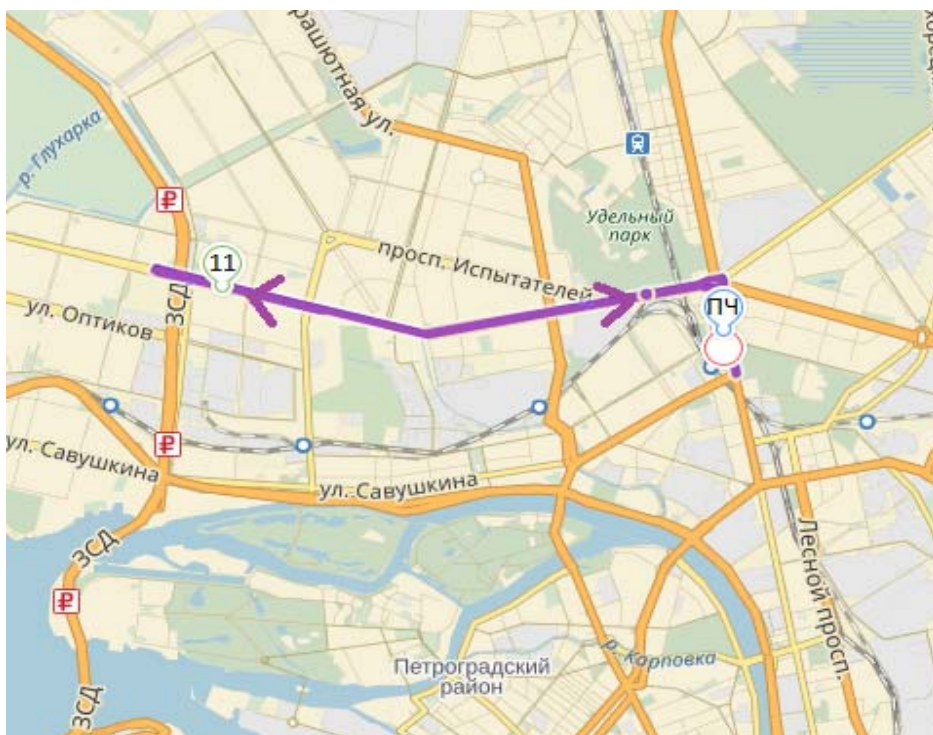 рашютная ул.
р. Глухарка
₽
Удельный
парк
11
просп. Испытателей
ул. Оптиков
ЗСД
ПЧ
₽
ул. Савушкина
ул. Савушкина
ЗСД
₽
Лесной просп.
Петроградский
район
р. Карповка
ЗСД